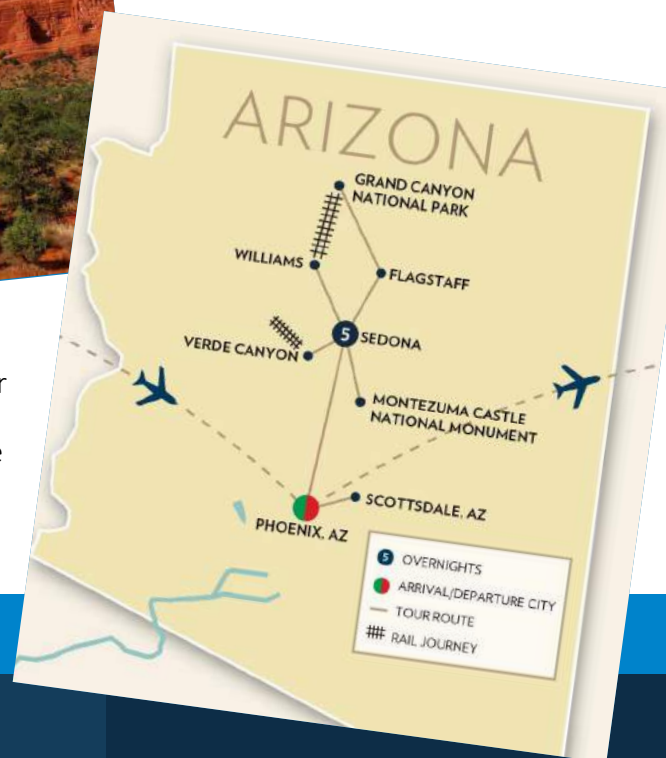 ARIZONA
GRAND CANYON
NATIONAL PARK
WILLIAMS
FLAGSTAFF
5 SEDONA
VERDE CANYON
MONTEZUMA CASTLE
NATIONAL MONUMENT
SCOTTSDALE, AZ
PHOENIX, AZ
5 OVERNIGHTS
ARRIVAL/DEPARTURE CITY
TOUR ROUTE
RAIL JOURNEY